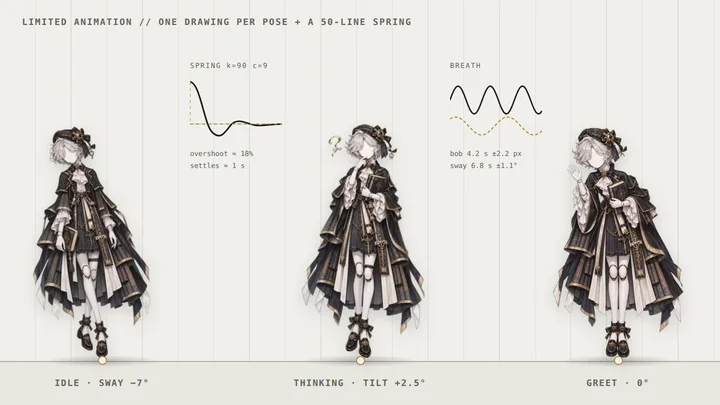 LIMITED ANIMATION // ONE DRAWING PER POSE + A 50-LINE SPRING
SPRING k=90 c=9
overshoot ≈ 18%
settles ≈ 1 s
BREATH
bob 4.2 s ±2.2 px
sway 6.8 s ±1.1°
?
IDLE · SWAY −7°
THINKING · TILT +2.5°
GREET · 0°